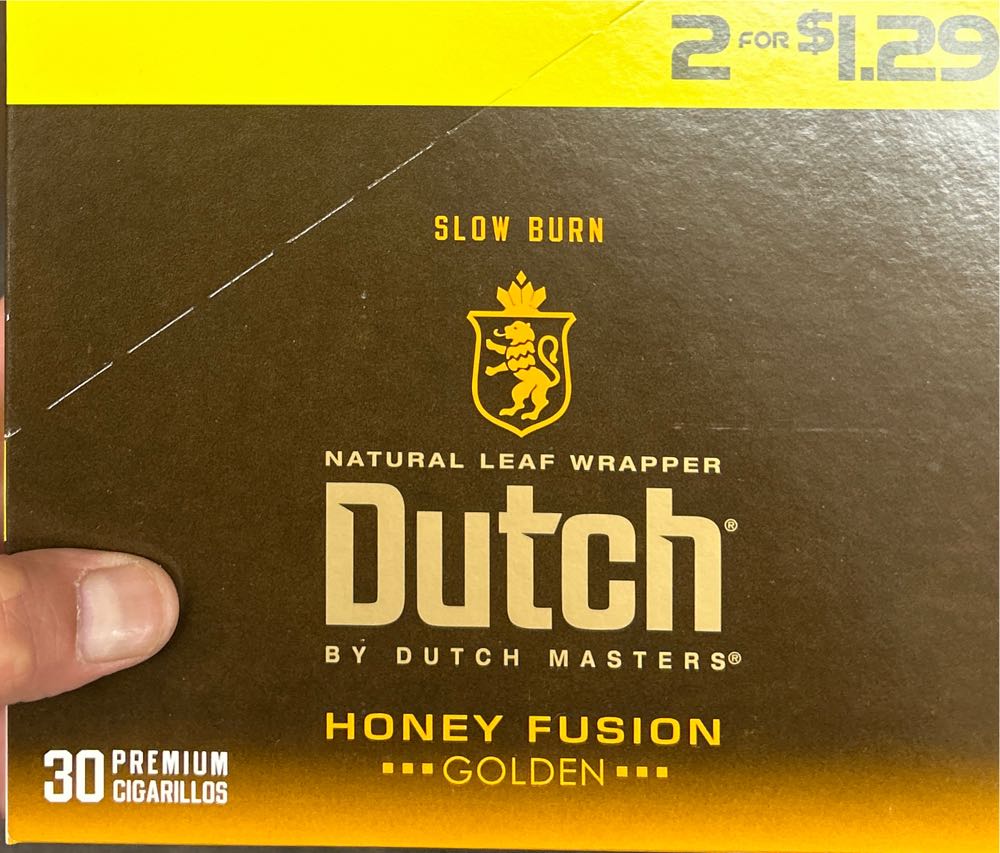 2 FOR $1.29
SLOW BURN
NATURAL LEAF WRAPPER
Dutch®
BY DUTCH MASTERS®
HONEY FUSION
GOLDEN
30 PREMIUM
CIGARILLOS